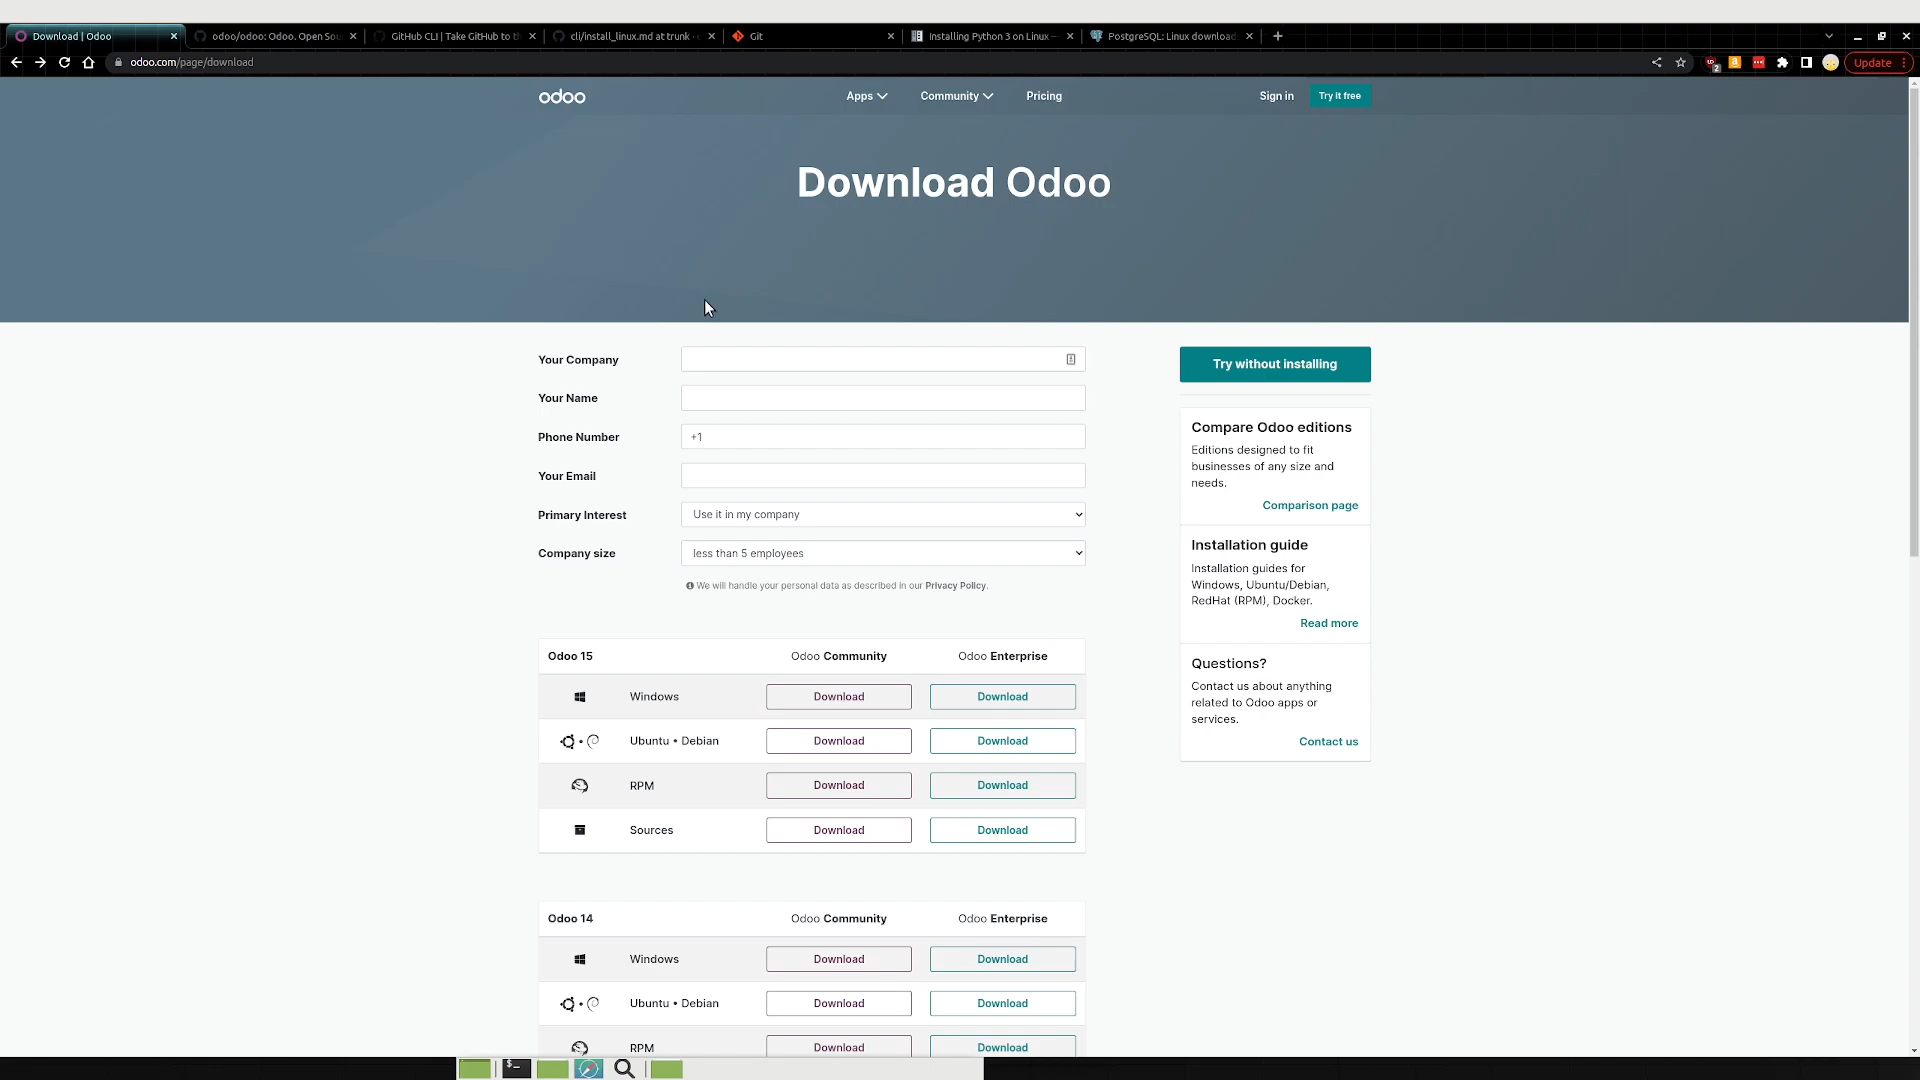 Download | Odoo
odoo/odoo: Odoo. Open Sou
GitHub CLI | Take GitHub to th
cli/install_linux.md at trunk ·
Git
Installing Python 3 on Linux —
PostgreSQL: Linux download
odoo.com/page/download
2
Update
odoo
Apps
Community
Pricing
Sign in
Try it free
Download Odoo
Your Company
Your Name
Phone Number
+1
Your Email
Primary Interest
Use it in my company
Company size
less than 5 employees
We will handle your personal data as described in our Privacy Policy.
Try without installing
Compare Odoo editions
Editions designed to fit
businesses of any size and
needs.
Comparison page
Installation guide
Installation guides for
Windows, Ubuntu/Debian,
RedHat (RPM), Docker.
Read more
Questions?
Contact us about anything
related to Odoo apps or
services.
Contact us
Odoo 15 Odoo Community Odoo Enterprise
Windows Download Download
Ubuntu • Debian Download Download
RPM Download Download
Sources Download Download
Odoo 14 Odoo Community Odoo Enterprise
Windows Download Download
Ubuntu • Debian Download Download
RPM Download Download